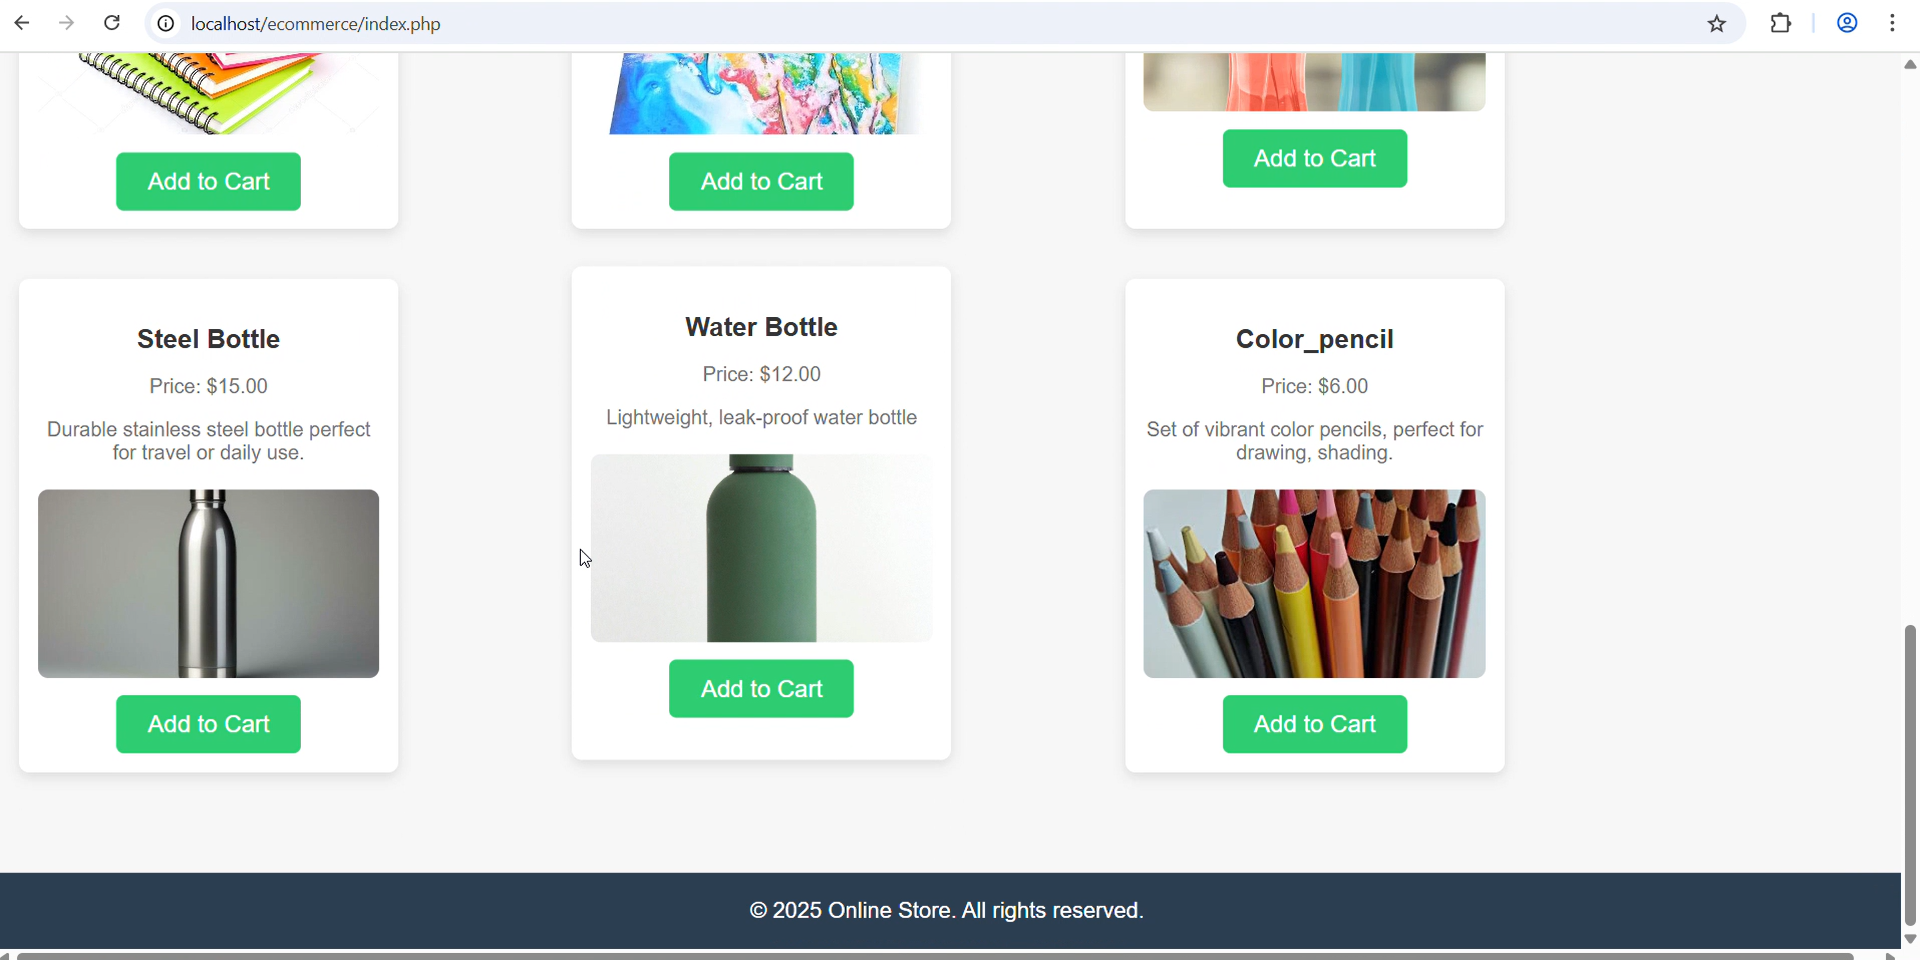 localhost/ecommerce/index.php
Add to Cart
Add to Cart
Add to Cart
Steel Bottle
Price: $15.00
Durable stainless steel bottle perfect
for travel or daily use.
Add to Cart
Water Bottle
Price: $12.00
Lightweight, leak-proof water bottle
Add to Cart
Color_pencil
Price: $6.00
Set of vibrant color pencils, perfect for
drawing, shading.
Add to Cart
© 2025 Online Store. All rights reserved.